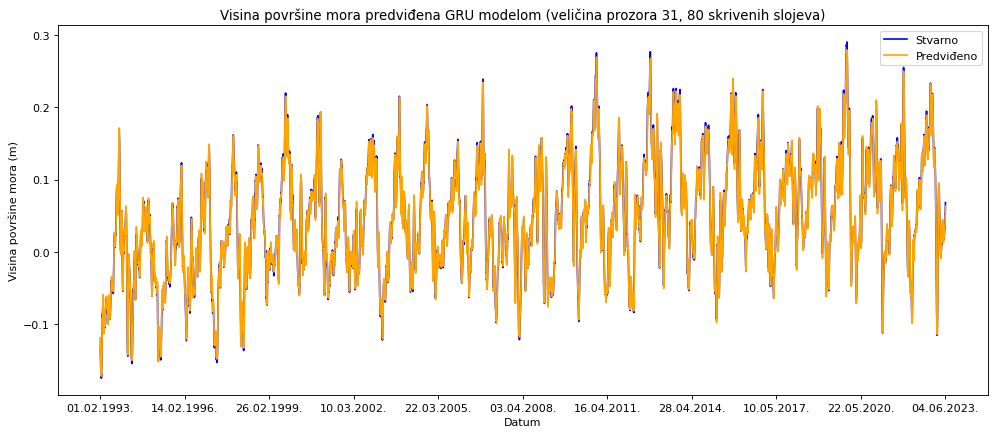 Visina površine mora predviđena GRU modelom (veličina prozora 31, 80 skrivenih slojeva)
Stvarno
Predviđeno
Visina površine mora (m)
0.3
0.2
0.1
0.0
−0.1
01.02.1993. 14.02.1996. 26.02.1999. 10.03.2002. 22.03.2005. 03.04.2008. 16.04.2011. 28.04.2014. 10.05.2017. 22.05.2020. 04.06.2023.
Datum